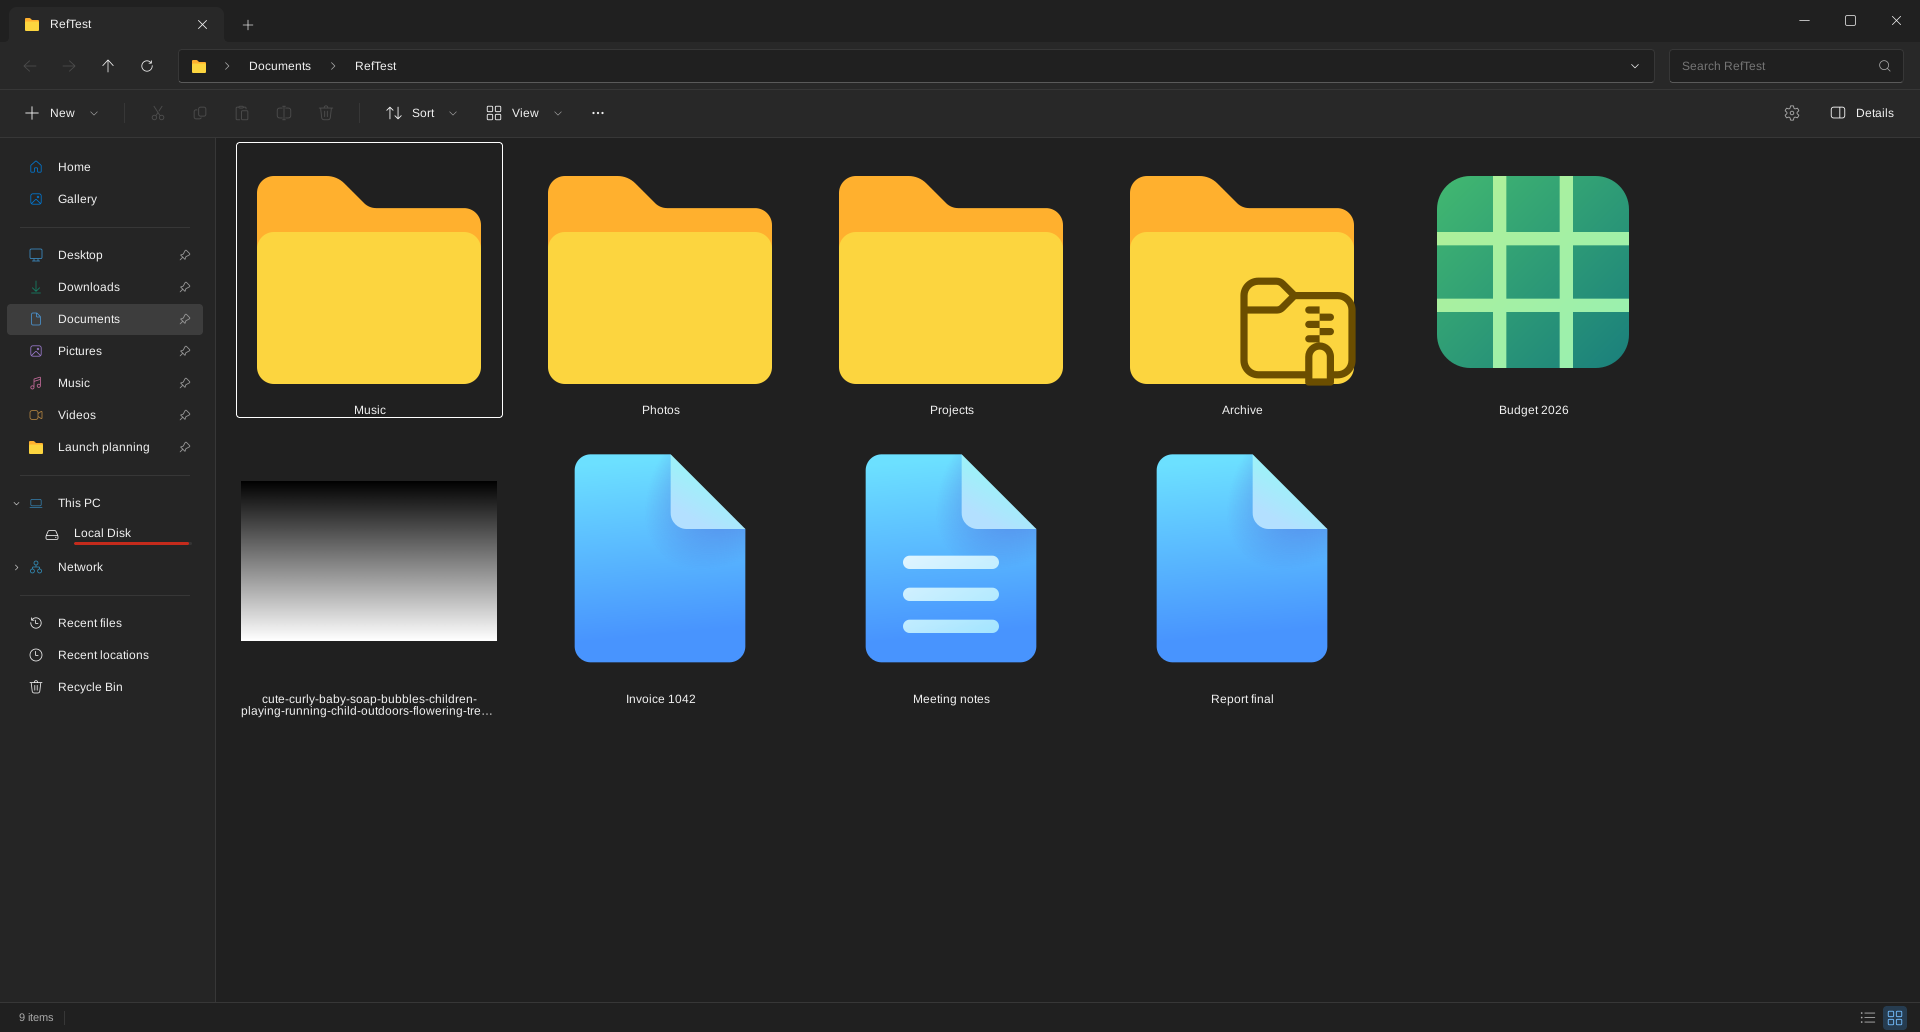 RefTest
Documents
RefTest
Search RefTest
New
Sort
View
Details
Home
Gallery
Desktop
Downloads
Documents
Pictures
Music
Videos
Launch planning
This PC
Local Disk
Network
Recent files
Recent locations
Recycle Bin
Music
Photos
Projects
Archive
Budget 2026
cute-curly-baby-soap-bubbles-children-
playing-running-child-outdoors-flowering-tre…
Invoice 1042
Meeting notes
Report final
9 items